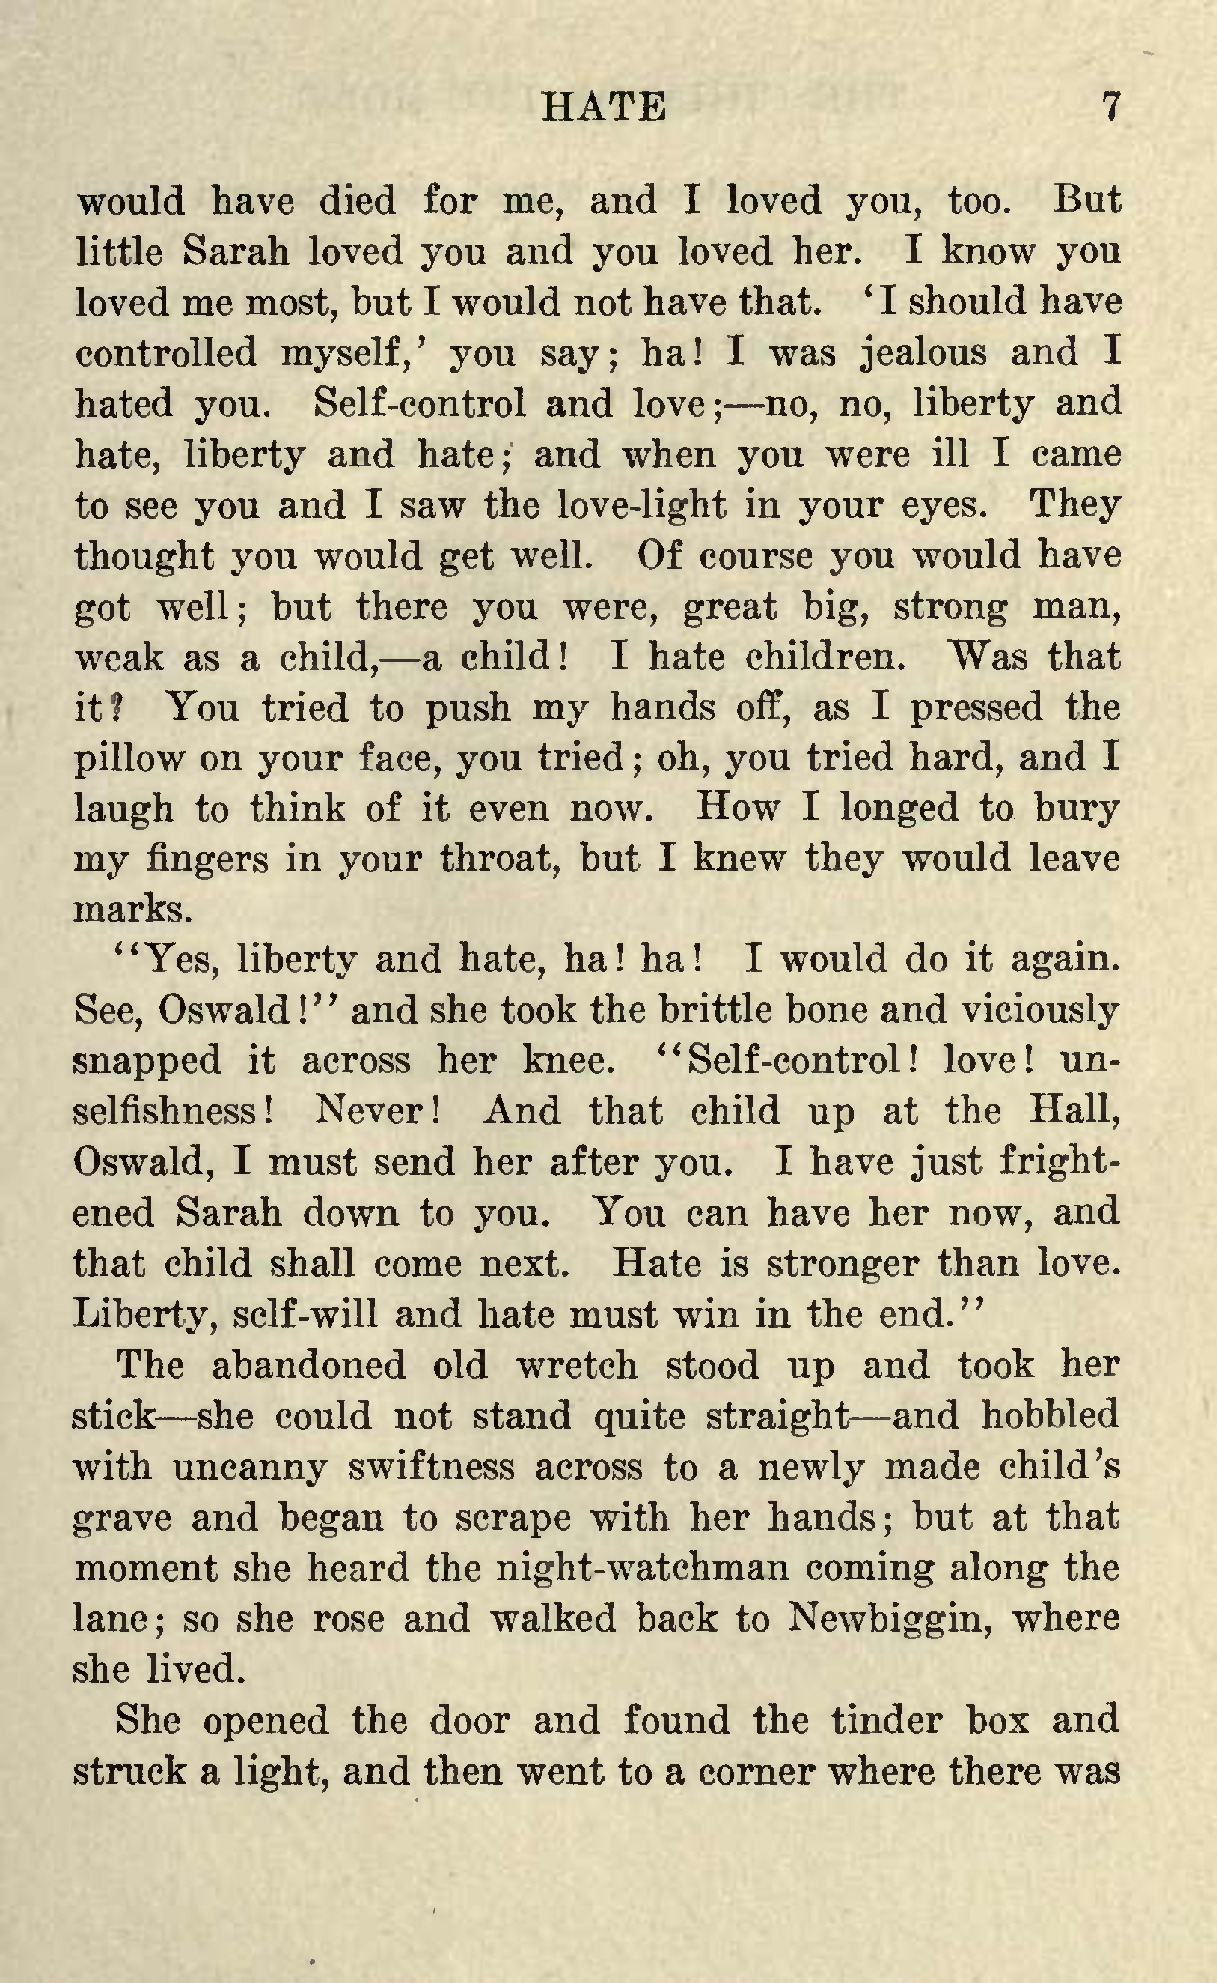 HATE 7
would have died for me, and I loved you, too. But
little Sarah loved you and you loved her. I know you
loved me most, but I would not have that. 'I should have
controlled myself,' you say; ha! I was jealous and I
hated you. Self-control and love;—no, no, liberty and
hate, liberty and hate; and when you were ill I came
to see you and I saw the love-light in your eyes. They
thought you would get well. Of course you would have
got well; but there you were, great big, strong man,
weak as a child,—a child! I hate children. Was that
it? You tried to push my hands off, as I pressed the
pillow on your face, you tried; oh, you tried hard, and I
laugh to think of it even now. How I longed to bury
my fingers in your throat, but I knew they would leave
marks.
"Yes, liberty and hate, ha! ha! I would do it again.
See, Oswald!" and she took the brittle bone and viciously
snapped it across her knee. "Self-control! love! un-
selfishness! Never! And that child up at the Hall,
Oswald, I must send her after you. I have just fright-
ened Sarah down to you. You can have her now, and
that child shall come next. Hate is stronger than love.
Liberty, self-will and hate must win in the end."
The abandoned old wretch stood up and took her
stick—she could not stand quite straight—and hobbled
with uncanny swiftness across to a newly made child's
grave and began to scrape with her hands; but at that
moment she heard the night-watchman coming along the
lane; so she rose and walked back to Newbiggin, where
she lived.
She opened the door and found the tinder box and
struck a light, and then went to a corner where there was